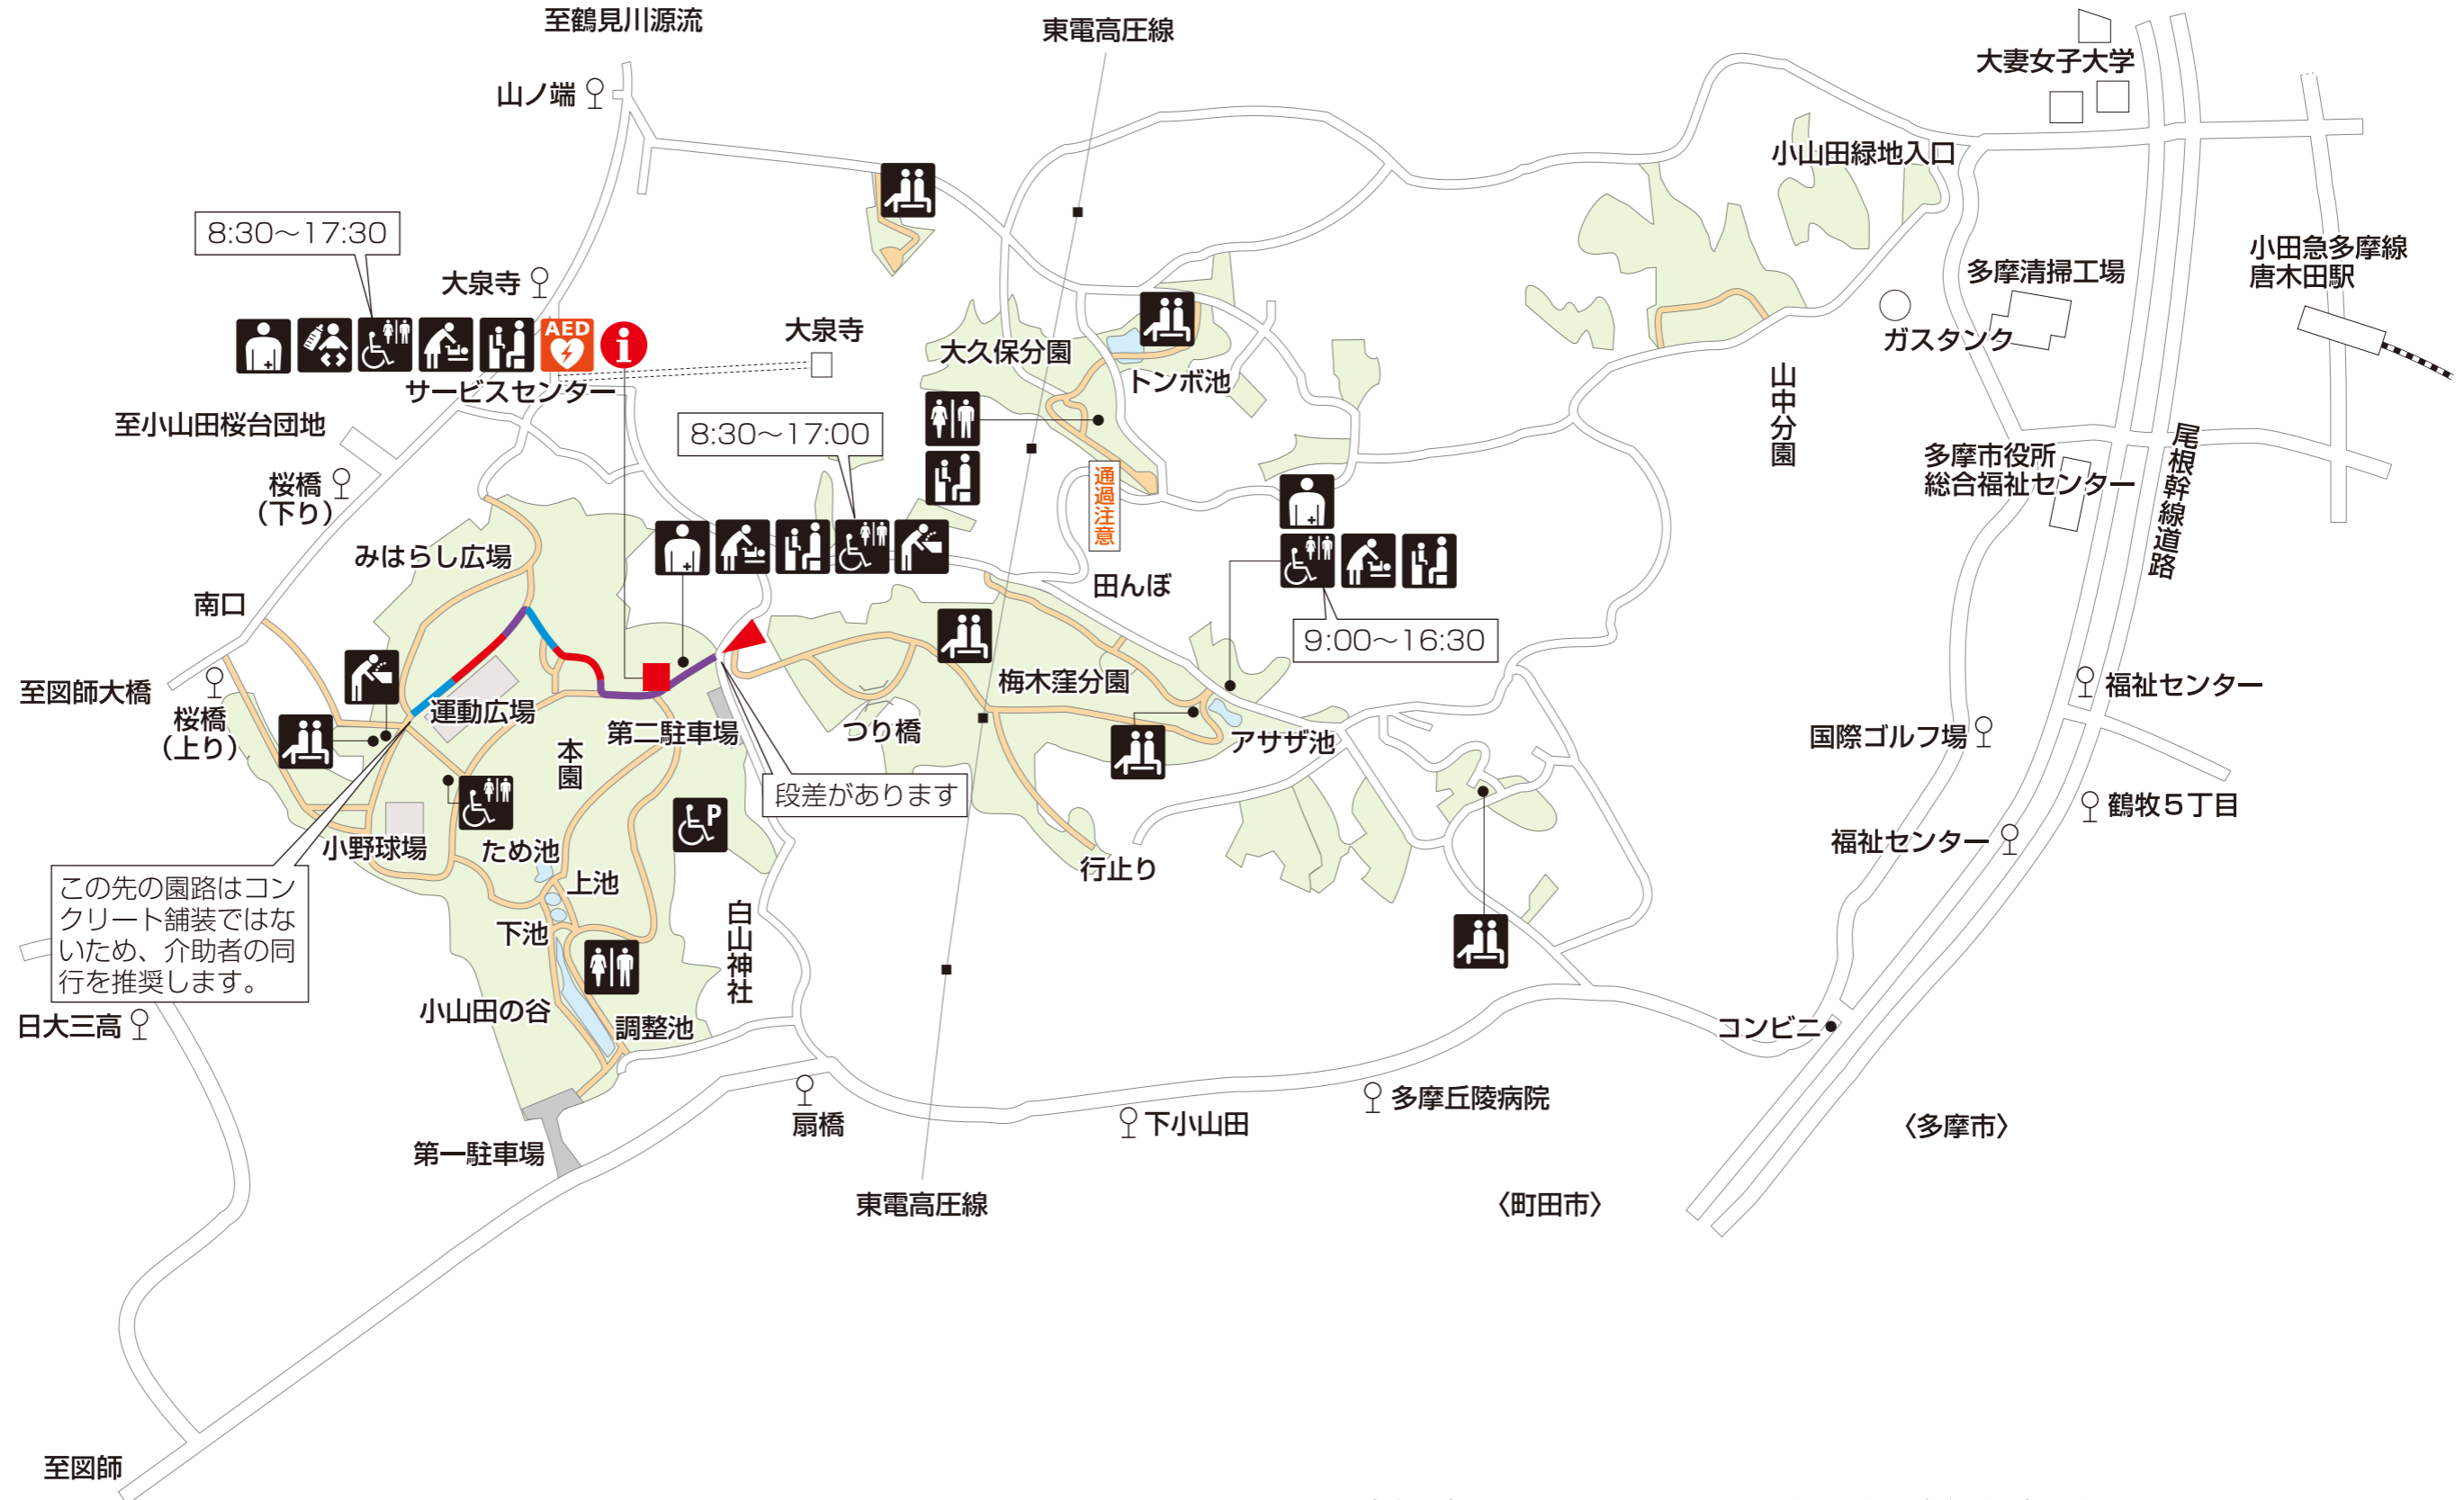 至鶴見川源流
東電高圧線
大妻女子大学
山ノ端
小山田緑地入口
8:30〜17:30
小田急多摩線
唐木田駅
多摩清掃工場
大泉寺
AED
i
大泉寺
ガスタンク
大久保分園
トンボ池
サービスセンター
山中分園
至小山田桜台団地
8:30〜17:00
尾根幹線道路
多摩市役所
総合福祉センター
桜橋
（下り）
通過注意
みはらし広場
田んぼ
南口
9:00〜16:30
至図師大橋
梅木窪分園
福祉センター
桜橋
（上り）
運動広場
第二駐車場
つり橋
アサザ池
国際ゴルフ場
本園
段差があります
P
鶴牧５丁目
小野球場
ため池
福祉センター
行止り
この先の園路はコン
クリート舗装ではな
いため、介助者の同
行を推奨します。
上池
下池
白山神社
小山田の谷
調整池
日大三高
コンビニ
扇橋
下小山田
多摩丘陵病院
〈多摩市〉
第一駐車場
東電高圧線
〈町田市〉
至図師